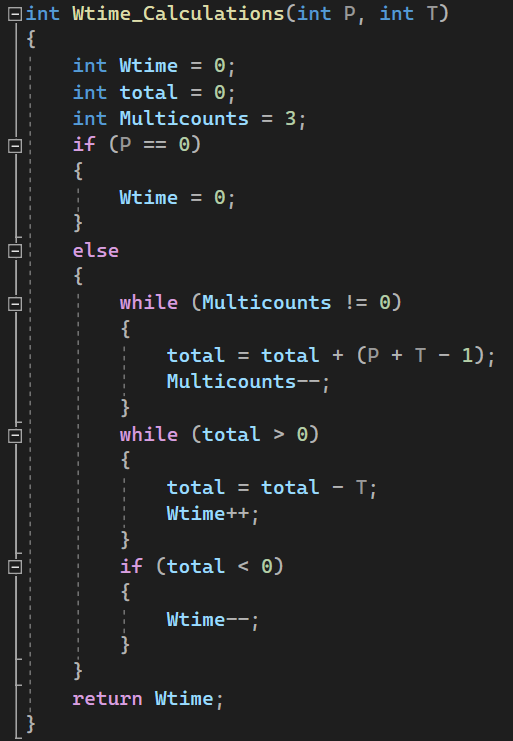 int Wtime_Calculations(int P, int T)
{
    int Wtime = 0;
    int total = 0;
    int Multicounts = 3;
    if (P == 0)
    {
        Wtime = 0;
    }
    else
    {
        while (Multicounts != 0)
        {
            total = total + (P + T - 1);
            Multicounts--;
        }
        while (total > 0)
        {
            total = total - T;
            Wtime++;
        }
        if (total < 0)
        {
            Wtime--;
        }
    }
    return Wtime;
}